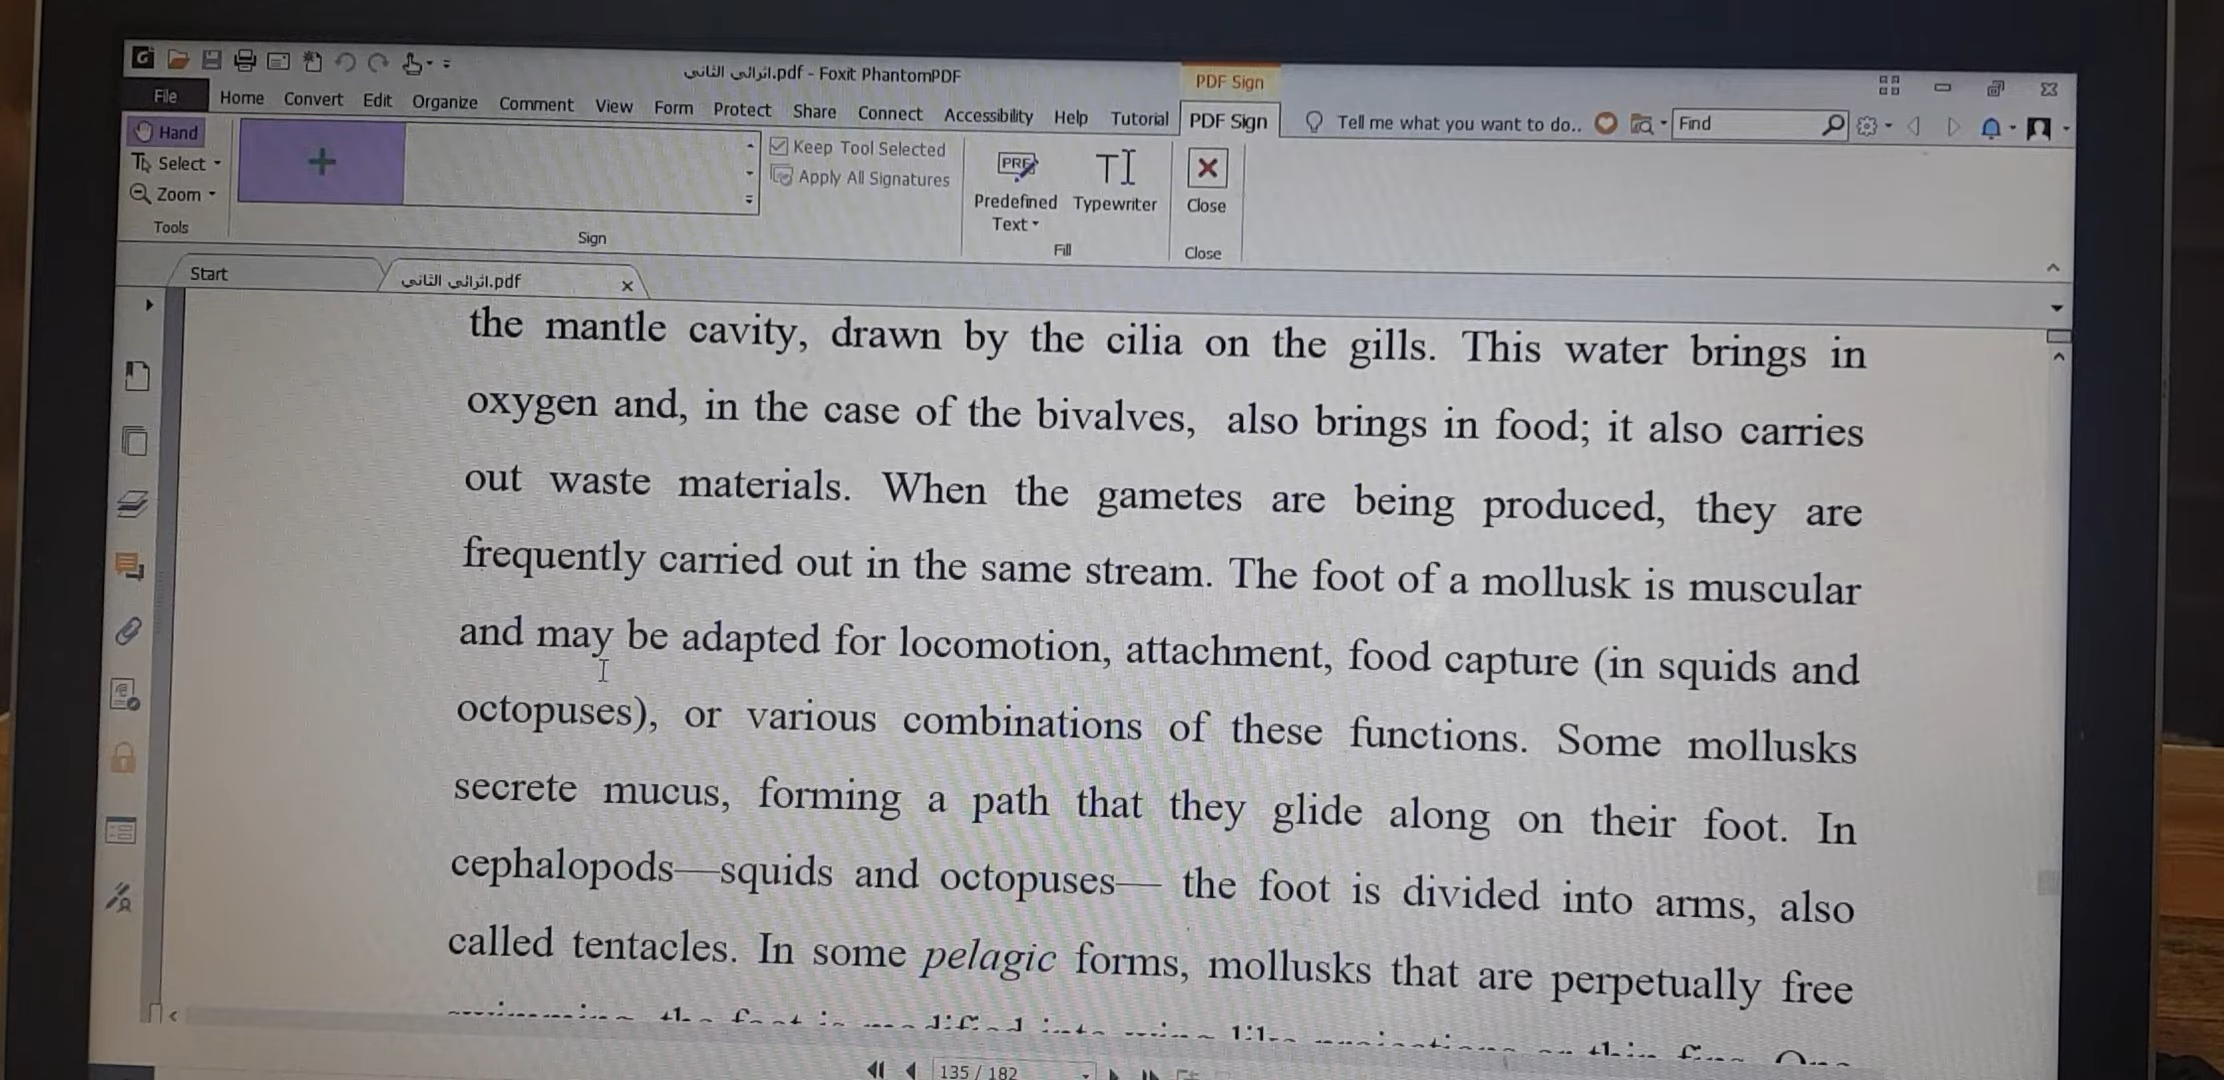 اثرائى الثانى.pdf - Foxit PhantomPDF
PDF Sign
File Home Convert Edit Organize Comment View Form Protect Share Connect Accessibility Help Tutorial PDF Sign Tell me what you want to do.. Find
Hand
Select
Zoom
Tools
Keep Tool Selected
Apply All Signatures
Sign
PRE
Predefined Text
Typewriter
Fill
Close
Close
Start
اثرائى الثانى.pdf
the mantle cavity, drawn by the cilia on the gills. This water brings in
oxygen and, in the case of the bivalves, also brings in food; it also carries
out waste materials. When the gametes are being produced, they are
frequently carried out in the same stream. The foot of a mollusk is muscular
and may be adapted for locomotion, attachment, food capture (in squids and
octopuses), or various combinations of these functions. Some mollusks
secrete mucus, forming a path that they glide along on their foot. In
cephalopods—squids and octopuses— the foot is divided into arms, also
called tentacles. In some pelagic forms, mollusks that are perpetually free
135 / 182